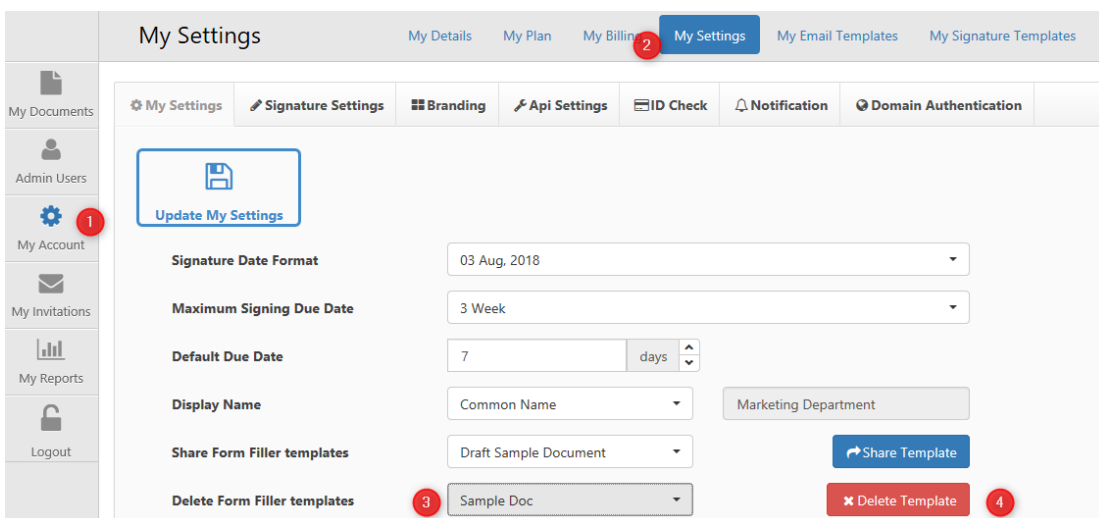 My Settings
My Details
My Plan
My Billing
2
My Settings
My Email Templates
My Signature Templates
My Documents
Admin Users
1
My Account
My Invitations
My Reports
Logout
My Settings
Signature Settings
Branding
Api Settings
ID Check
Notification
Domain Authentication
Update My Settings
Signature Date Format 03 Aug, 2018
Maximum Signing Due Date 3 Week
Default Due Date 7 days
Display Name Common Name Marketing Department
Share Form Filler templates Draft Sample Document Share Template
Delete Form Filler templates 3 Sample Doc Delete Template 4